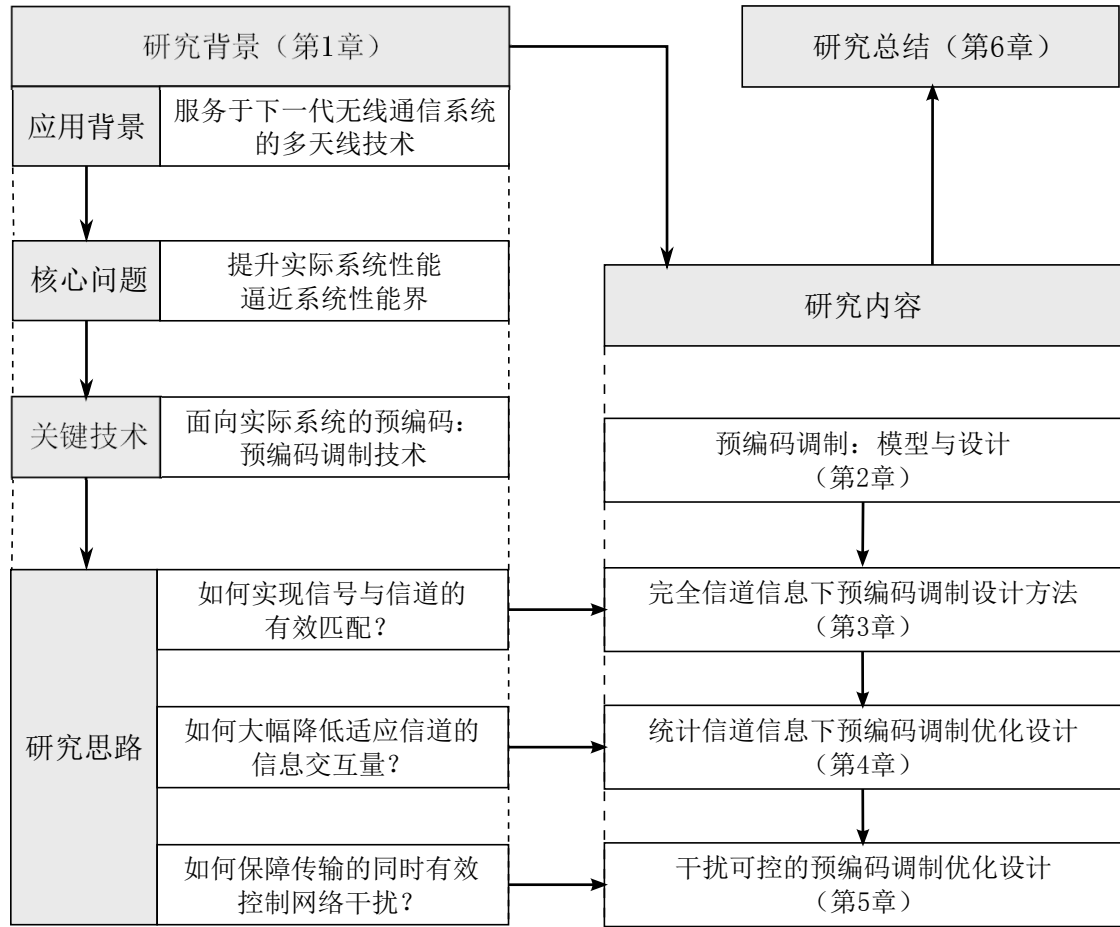 研究背景（第1章）
应用背景
服务于下一代无线通信系统
的多天线技术
核心问题
提升实际系统性能
逼近系统性能界
关键技术
面向实际系统的预编码：
预编码调制技术
研究思路
如何实现信号与信道的
有效匹配？
如何大幅降低适应信道的
信息交互量？
如何保障传输的同时有效
控制网络干扰？
研究总结（第6章）
研究内容
预编码调制：模型与设计
（第2章）
完全信道信息下预编码调制设计方法
（第3章）
统计信道信息下预编码调制优化设计
（第4章）
干扰可控的预编码调制优化设计
（第5章）